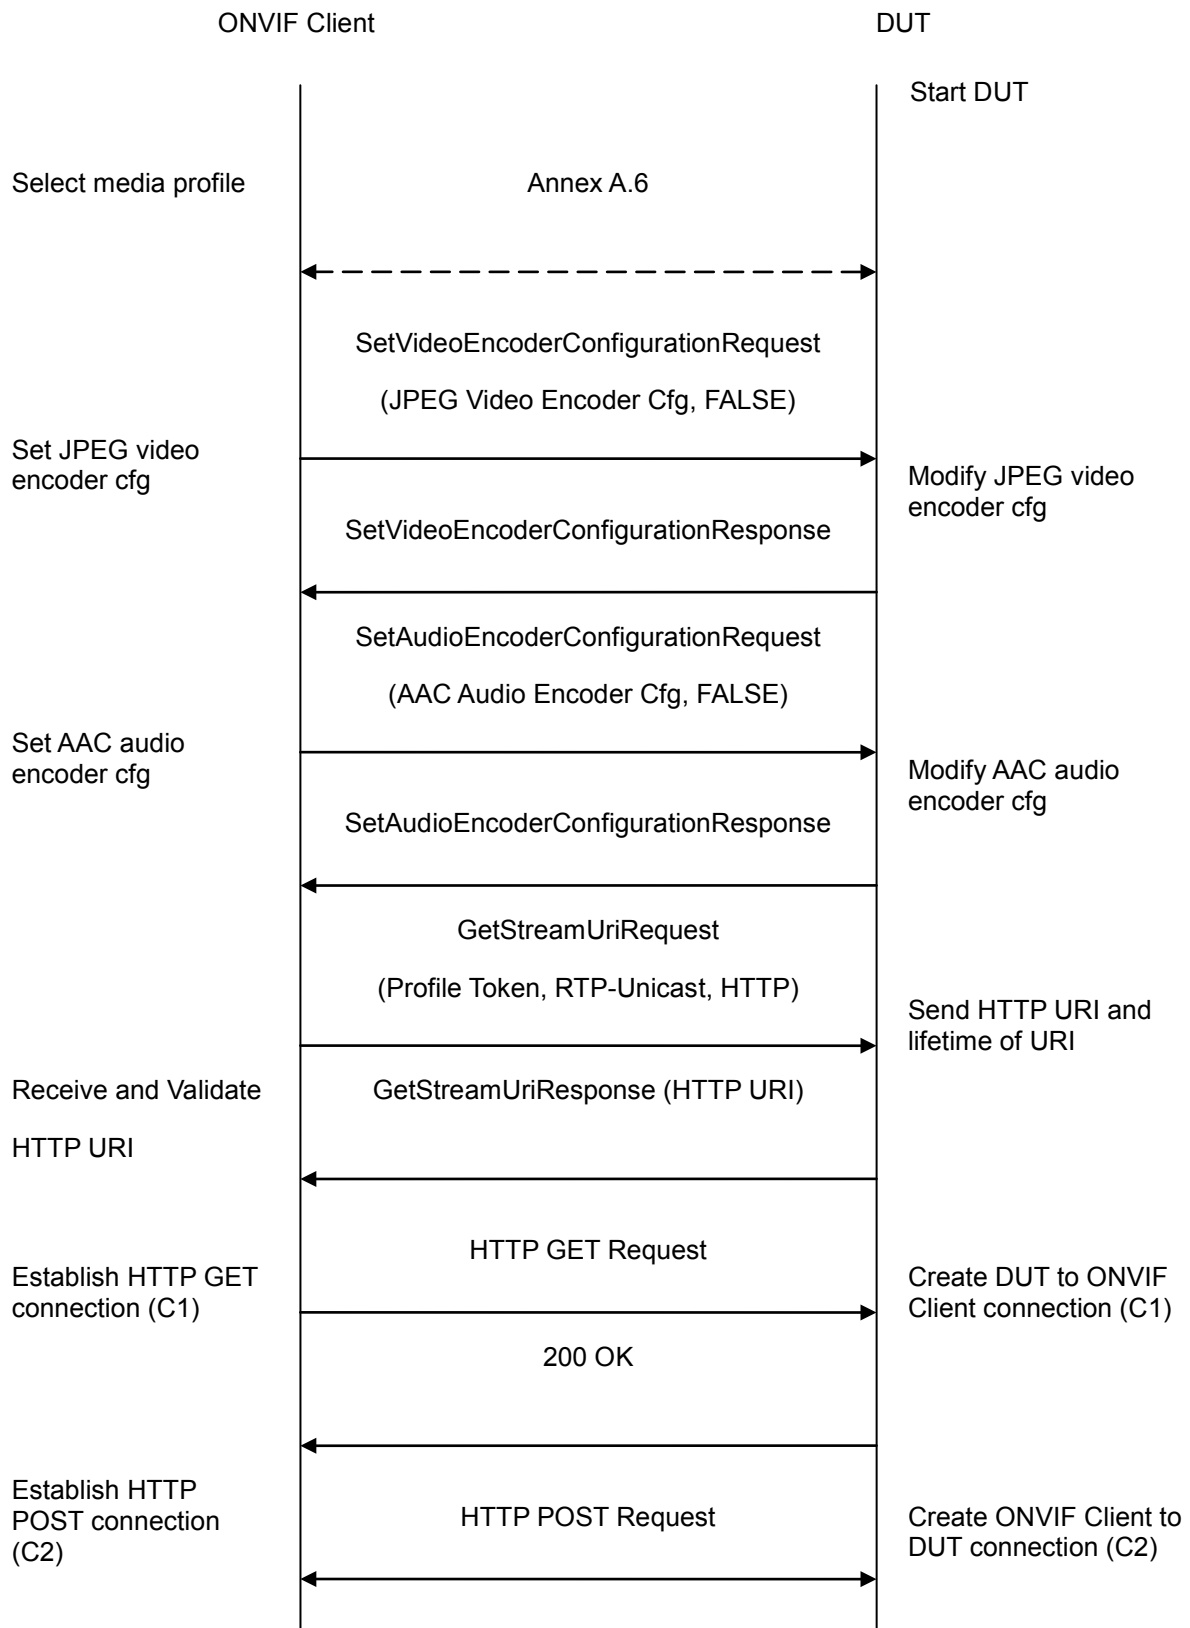 ONVIF Client
DUT
Start DUT
Select media profile
Annex A.6
SetVideoEncoderConfigurationRequest
(JPEG Video Encoder Cfg, FALSE)
Set JPEG video
encoder cfg
Modify JPEG video
encoder cfg
SetVideoEncoderConfigurationResponse
SetAudioEncoderConfigurationRequest
(AAC Audio Encoder Cfg, FALSE)
Set AAC audio
encoder cfg
Modify AAC audio
encoder cfg
SetAudioEncoderConfigurationResponse
GetStreamUriRequest
(Profile Token, RTP-Unicast, HTTP)
Send HTTP URI and
lifetime of URI
Receive and Validate
HTTP URI
GetStreamUriResponse (HTTP URI)
HTTP GET Request
Establish HTTP GET
connection (C1)
Create DUT to ONVIF
Client connection (C1)
200 OK
Establish HTTP
POST connection
(C2)
HTTP POST Request
Create ONVIF Client to
DUT connection (C2)